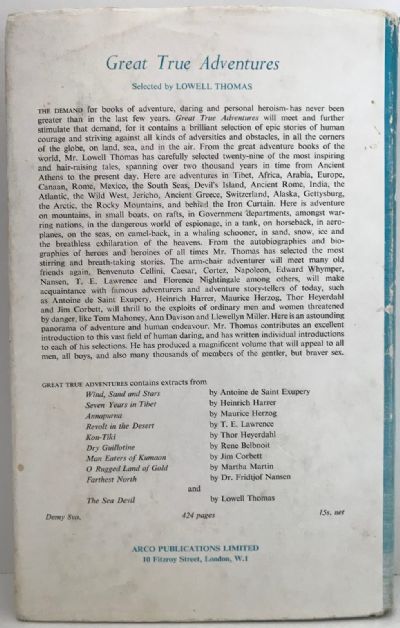 Great True Adventures
Selected by LOWELL THOMAS
THE DEMAND for books of adventure, daring and personal heroism has never been
greater than in the last few years. Great True Adventures will meet and further
stimulate that demand, for it contains a brilliant selection of epic stories of human
courage and striving against all kinds of adversities and obstacles, in all the corners
of the globe, on land, sea, and in the air. From the great adventure books of the
world, Mr. Lowell Thomas has carefully selected twenty-nine of the most inspiring
and hair-raising tales, spanning over two thousand years in time from Ancient
Athens to the present day. Here are adventures in Tibet, Africa, Arabia, Europe,
Canaan, Rome, Mexico, the South Seas, Devil's Island, Ancient Rome, India, the
Atlantic, the Wild West, Jericho, Ancient Greece, Switzerland, Alaska, Gettysburg,
the Arctic, the Rocky Mountains, and behind the Iron Curtain. Here is adventure
on mountains, in small boats, on rafts, in Government departments, amongst war-
ring nations, in the dangerous world of espionage, in a tank, on horseback, in aero-
planes, on the seas, on camel-back, in a whaling schooner, in sand, snow, ice and
the breathless exhilaration of the heavens. From the autobiographies and bio-
graphies of heroes and heroines of all times Mr. Thomas has selected the most
stirring and breath-taking stories. The arm-chair adventurer will meet many old
friends again, Benvenuto Cellini, Caesar, Cortez, Napoleon, Edward Whymper,
Nansen, T. E. Lawrence and Florence Nightingale among others, will make
acquaintance with famous adventurers and adventure story-tellers of today, such
as Antoine de Saint Exupery, Heinrich Harrer, Maurice Herzog, Thor Heyerdahl
and Jim Corbett, will thrill to the exploits of ordinary men and women threatened
by danger, like Tom Mahoney, Ann Davison and Llewellyn Miller. Here is an astounding
panorama of adventure and human endeavour. Mr. Thomas contributes an excellent
introduction to this vast field of human daring, and has written individual introductions
to each of his selections. He has produced a magnificent volume that will appeal to all
men, all boys, and also many thousands of members of the gentler, but braver sex.
GREAT TRUE ADVENTURES contains extracts from
Wind, Sand and Stars by Antoine de Saint Exupery
Seven Years in Tibet by Heinrich Harrer
Annapurna by Maurice Herzog
Revolt in the Desert by T. E. Lawrence
Kon-Tiki by Thor Heyerdahl
Dry Guillotine by Rene Belbnoit
Man Eaters of Kumaon by Jim Corbett
O Rugged Land of Gold by Martha Martin
Farthest North by Dr. Fridtjof Nansen
and
The Sea Devil by Lowell Thomas
Demy 8vo. 424 pages 15s. net
ARCO PUBLICATIONS LIMITED
10 Fitzroy Street, London, W.1